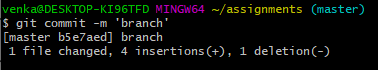 venka@DESKTOP-KI96TFD MINGW64 ~/assignments (master)
$ git commit -m 'branch'
[master b5e7aed] branch
 1 file changed, 4 insertions(+), 1 deletion(-)